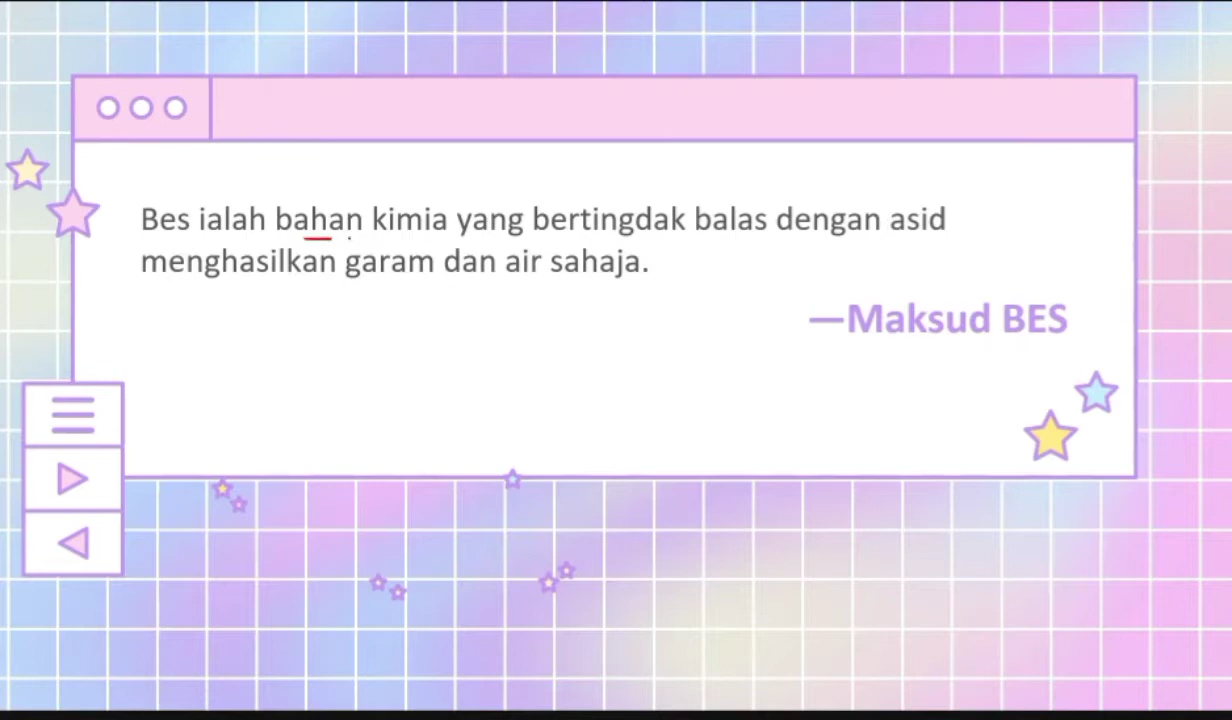 Bes ialah bahan kimia yang bertingdak balas dengan asid
menghasilkan garam dan air sahaja.
—Maksud BES